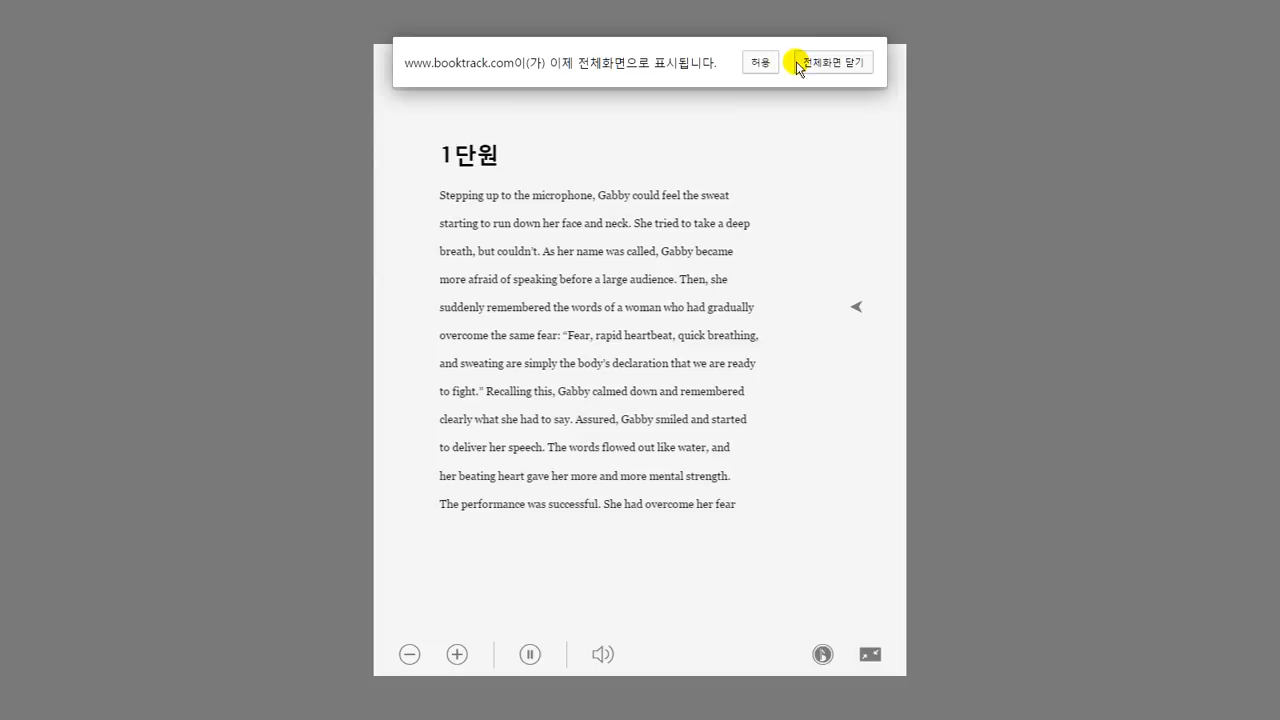 www.booktrack.com이(가) 이제 전체화면으로 표시됩니다.
허용
전체화면 닫기
1단원
Stepping up to the microphone, Gabby could feel the sweat
starting to run down her face and neck. She tried to take a deep
breath, but couldn't. As her name was called, Gabby became
more afraid of speaking before a large audience. Then, she
suddenly remembered the words of a woman who had gradually
overcome the same fear: “Fear, rapid heartbeat, quick breathing,
and sweating are simply the body's declaration that we are ready
to fight.” Recalling this, Gabby calmed down and remembered
clearly what she had to say. Assured, Gabby smiled and started
to deliver her speech. The words flowed out like water, and
her beating heart gave her more and more mental strength.
The performance was successful. She had overcome her fear